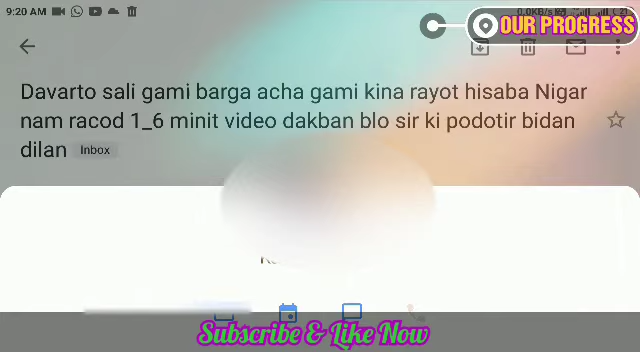 9:20 AM
OUR PROGRESS
Davarto sali gami barga acha gami kina rayot hisaba Nigar
nam racod 1_6 minit video dakban blo sir ki podotir bidan
dilan Inbox
Subscribe & Like Now